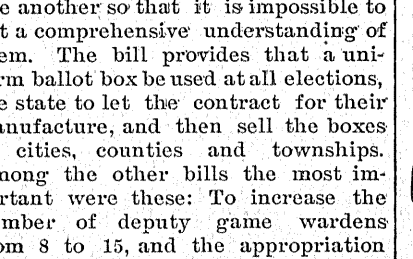 e another so that it is impossible to
t a comprehensive understanding of
em. The bill provides that a uni-
rm ballot box be used at all elections,
e state to let the contract for their
anufacture, and then sell the boxes
cities, counties and townships.
mong the other bills the most im-
rtant were these: To increase the
mber of deputy game wardens
om 8 to 15, and the appropriation